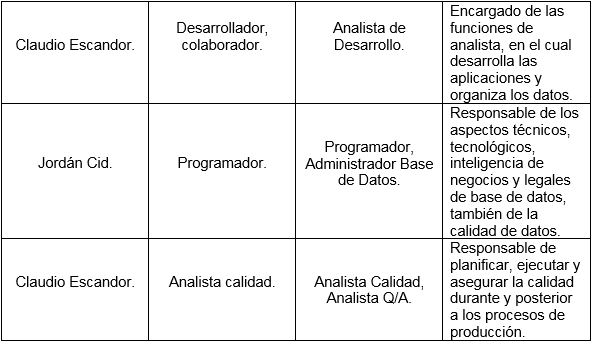 Claudio Escandor.
Desarrollador,
colaborador.
Analista de
Desarrollo.
Encargado de las
funciones de
analista, en el cual
desarrolla las
aplicaciones y
organiza los datos.
Jordán Cid.
Programador.
Programador,
Administrador Base
de Datos.
Responsable de los
aspectos técnicos,
tecnológicos,
inteligencia de
negocios y legales
de base de datos,
también de la
calidad de datos.
Claudio Escandor.
Analista calidad.
Analista Calidad,
Analista Q/A.
Responsable de
planificar, ejecutar y
asegurar la calidad
durante y posterior
a los procesos de
producción.